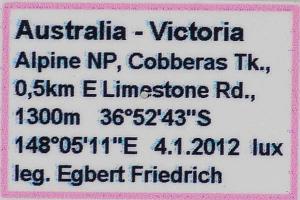 Australia - Victoria
Alpine NP, Cobberas Tk.,
0,5km E Limestone Rd.,
1300m 36°52'43"S
148°05'11"E 4.1.2012 lux
leg. Egbert Friedrich